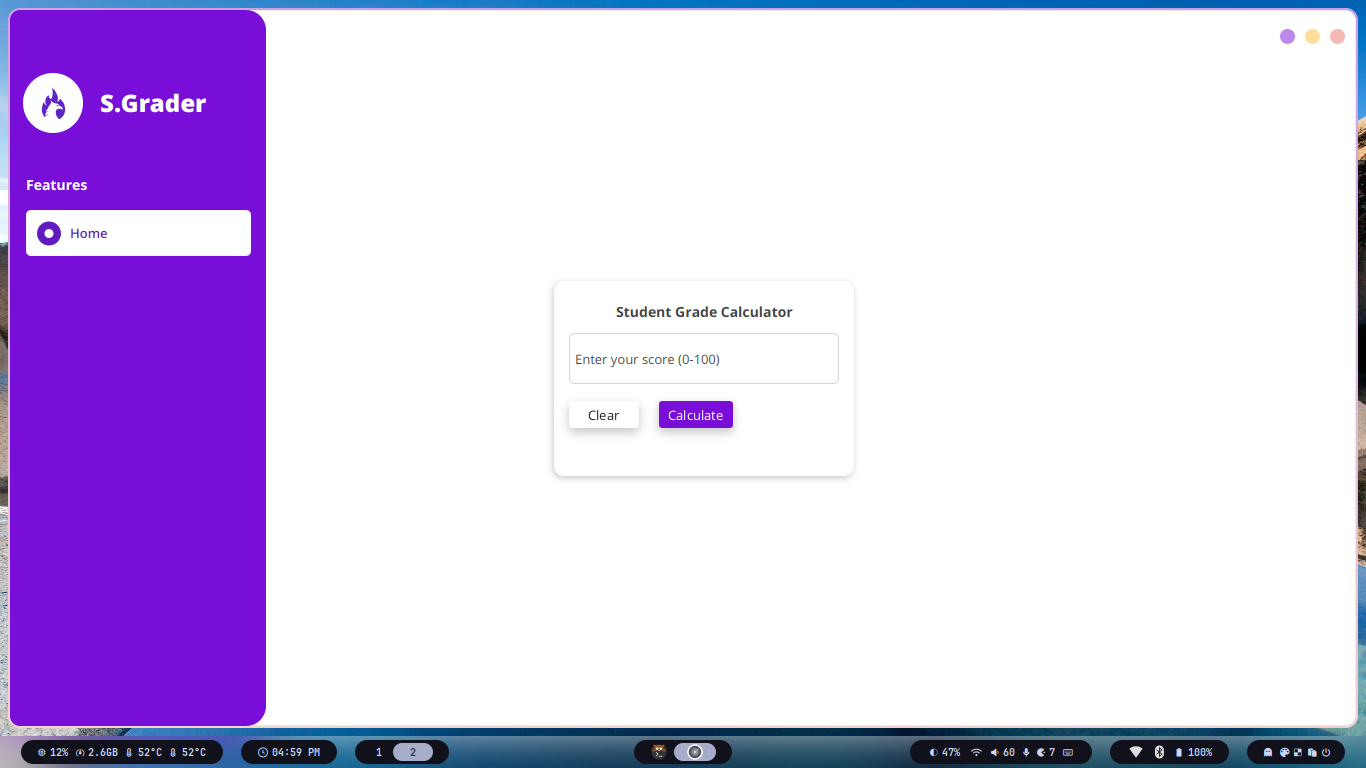 S.Grader
Features
Home
Student Grade Calculator
Enter your score (0-100)
Clear
Calculate
12% 2.6GB 52°C 52°C
04:59 PM
1 2
47% 60 7
100%